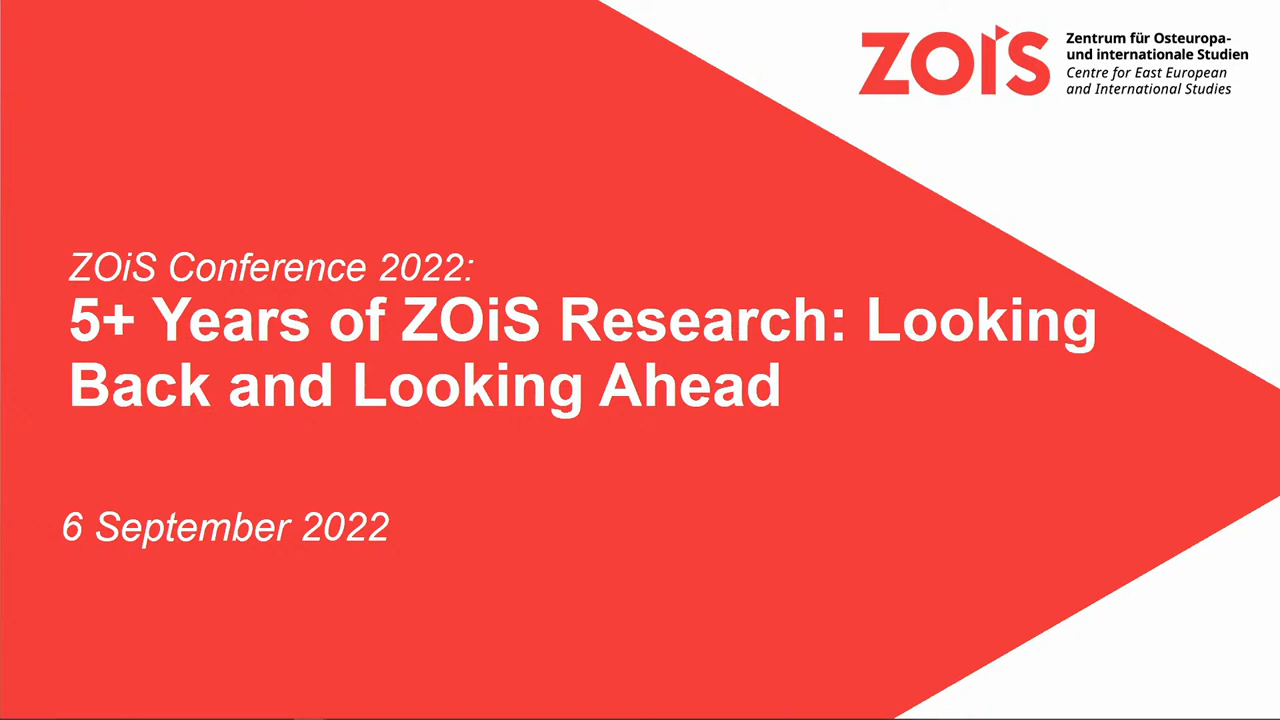 ZOiS
Zentrum für Osteuropa-
und internationale Studien
Centre for East European
and International Studies
ZOiS Conference 2022:
5+ Years of ZOiS Research: Looking
Back and Looking Ahead
6 September 2022